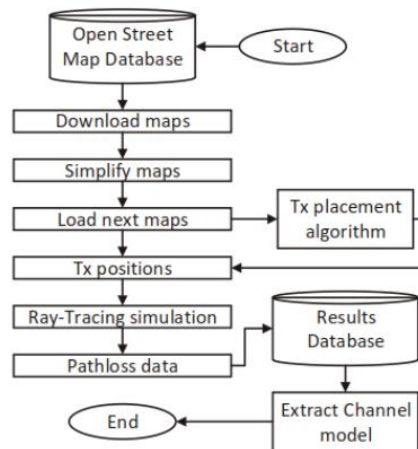 Open Street
Map Database
Start
Download maps
Simplify maps
Load next maps
Tx placement
algorithm
Tx positions
Ray-Tracing simulation
Results
Database
Pathloss data
End
Extract Channel
model